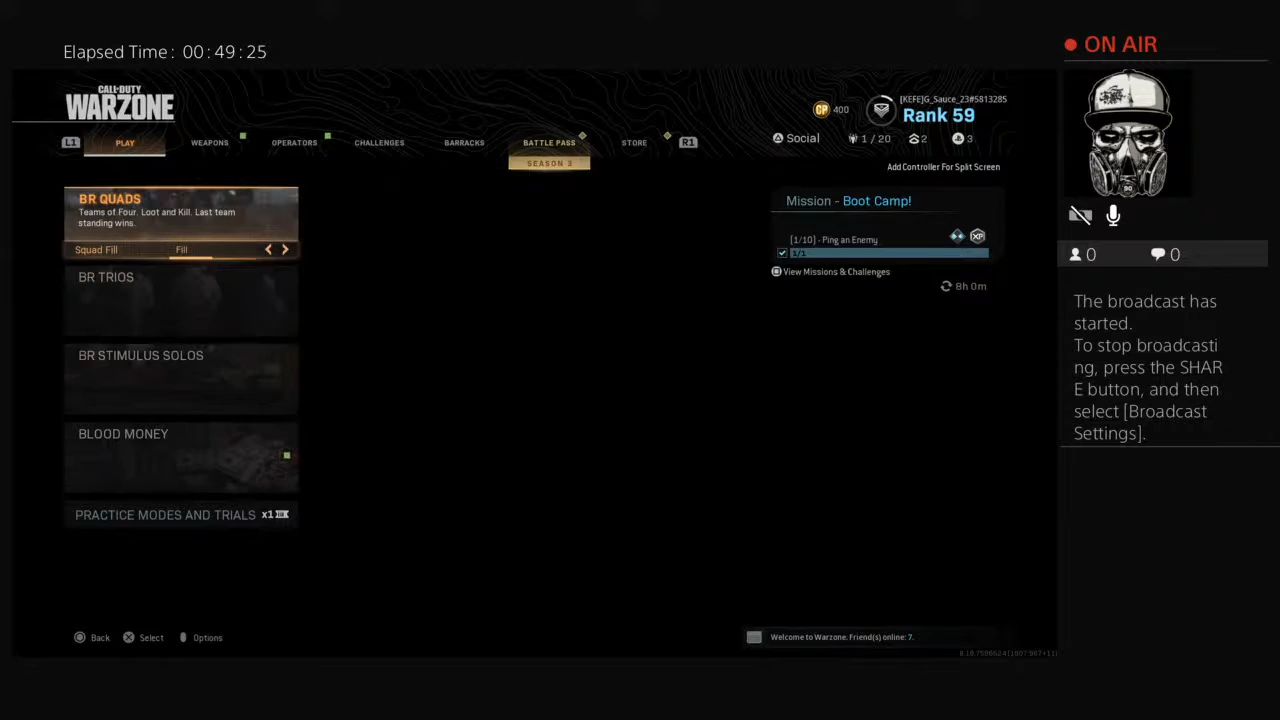 Elapsed Time: 00:49:25
ON AIR
CALL OF DUTY
WARZONE
400
[KEFE]G_Sauce_23#5813285
Rank 59
L1 PLAY WEAPONS OPERATORS CHALLENGES BARRACKS BATTLE PASS STORE R1
SEASON 3
Social 1 / 20 2 3
Add Controller For Split Screen
BR QUADS
Teams of Four. Loot and Kill. Last team
standing wins.
Squad Fill Fill
BR TRIOS
BR STIMULUS SOLOS
BLOOD MONEY
PRACTICE MODES AND TRIALS x1
Mission - Boot Camp!
[1/10] - Ping an Enemy
XP
1/1
View Missions & Challenges
8h 0m
0 0
The broadcast has
started.
To stop broadcasti
ng, press the SHAR
E button, and then
select [Broadcast
Settings].
Back Select Options
Welcome to Warzone. Friend(s) online: 7.